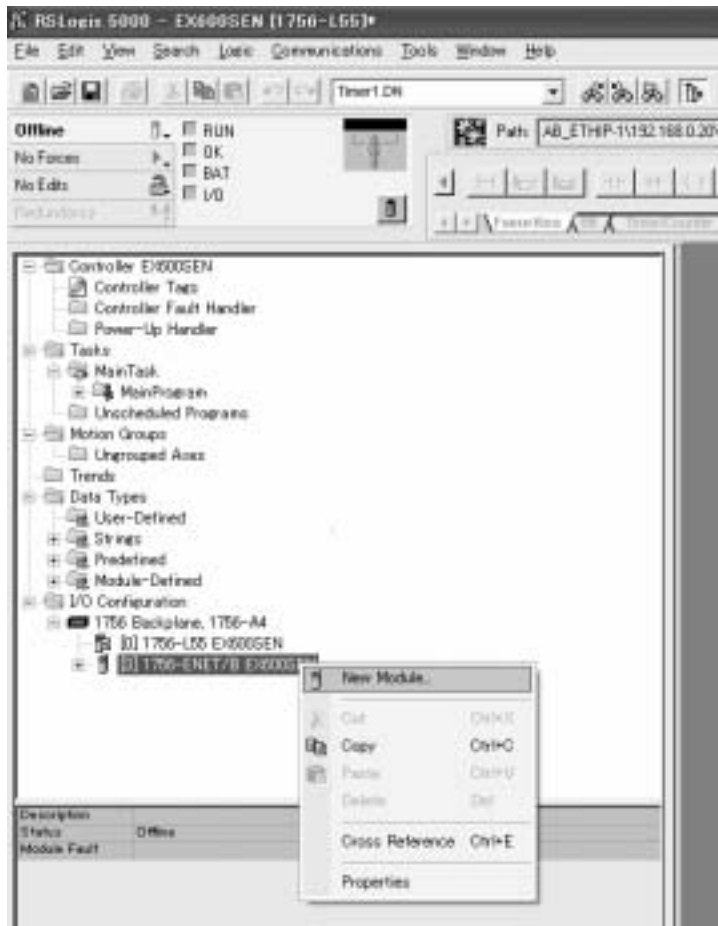 RSLogix 5000 - EX600SEN [1756-L55]*
File Edit View Search Logic Communications Tools Window Help
Timer1.DN
Offline
RUN
No Forces
OK
No Edits
BAT
Redundancy
I/O
Path: AB_ETHIP-1\192.168.0.20\
Favorites Timer/Counter
Controller EX600SEN
Controller Tags
Controller Fault Handler
Power-Up Handler
Tasks
MainTask
MainProgram
Unscheduled Programs
Motion Groups
Ungrouped Axes
Trends
Data Types
User-Defined
Strings
Predefined
Module-Defined
I/O Configuration
1756 Backplane, 1756-A4
[0] 1756-L55 EX600SEN
[0] 1756-ENET/B EX600S
New Module...
Cut Ctrl+X
Copy Ctrl+C
Paste Ctrl+V
Delete Del
Cross Reference Ctrl+E
Properties
Description
Status Offline
Module Fault